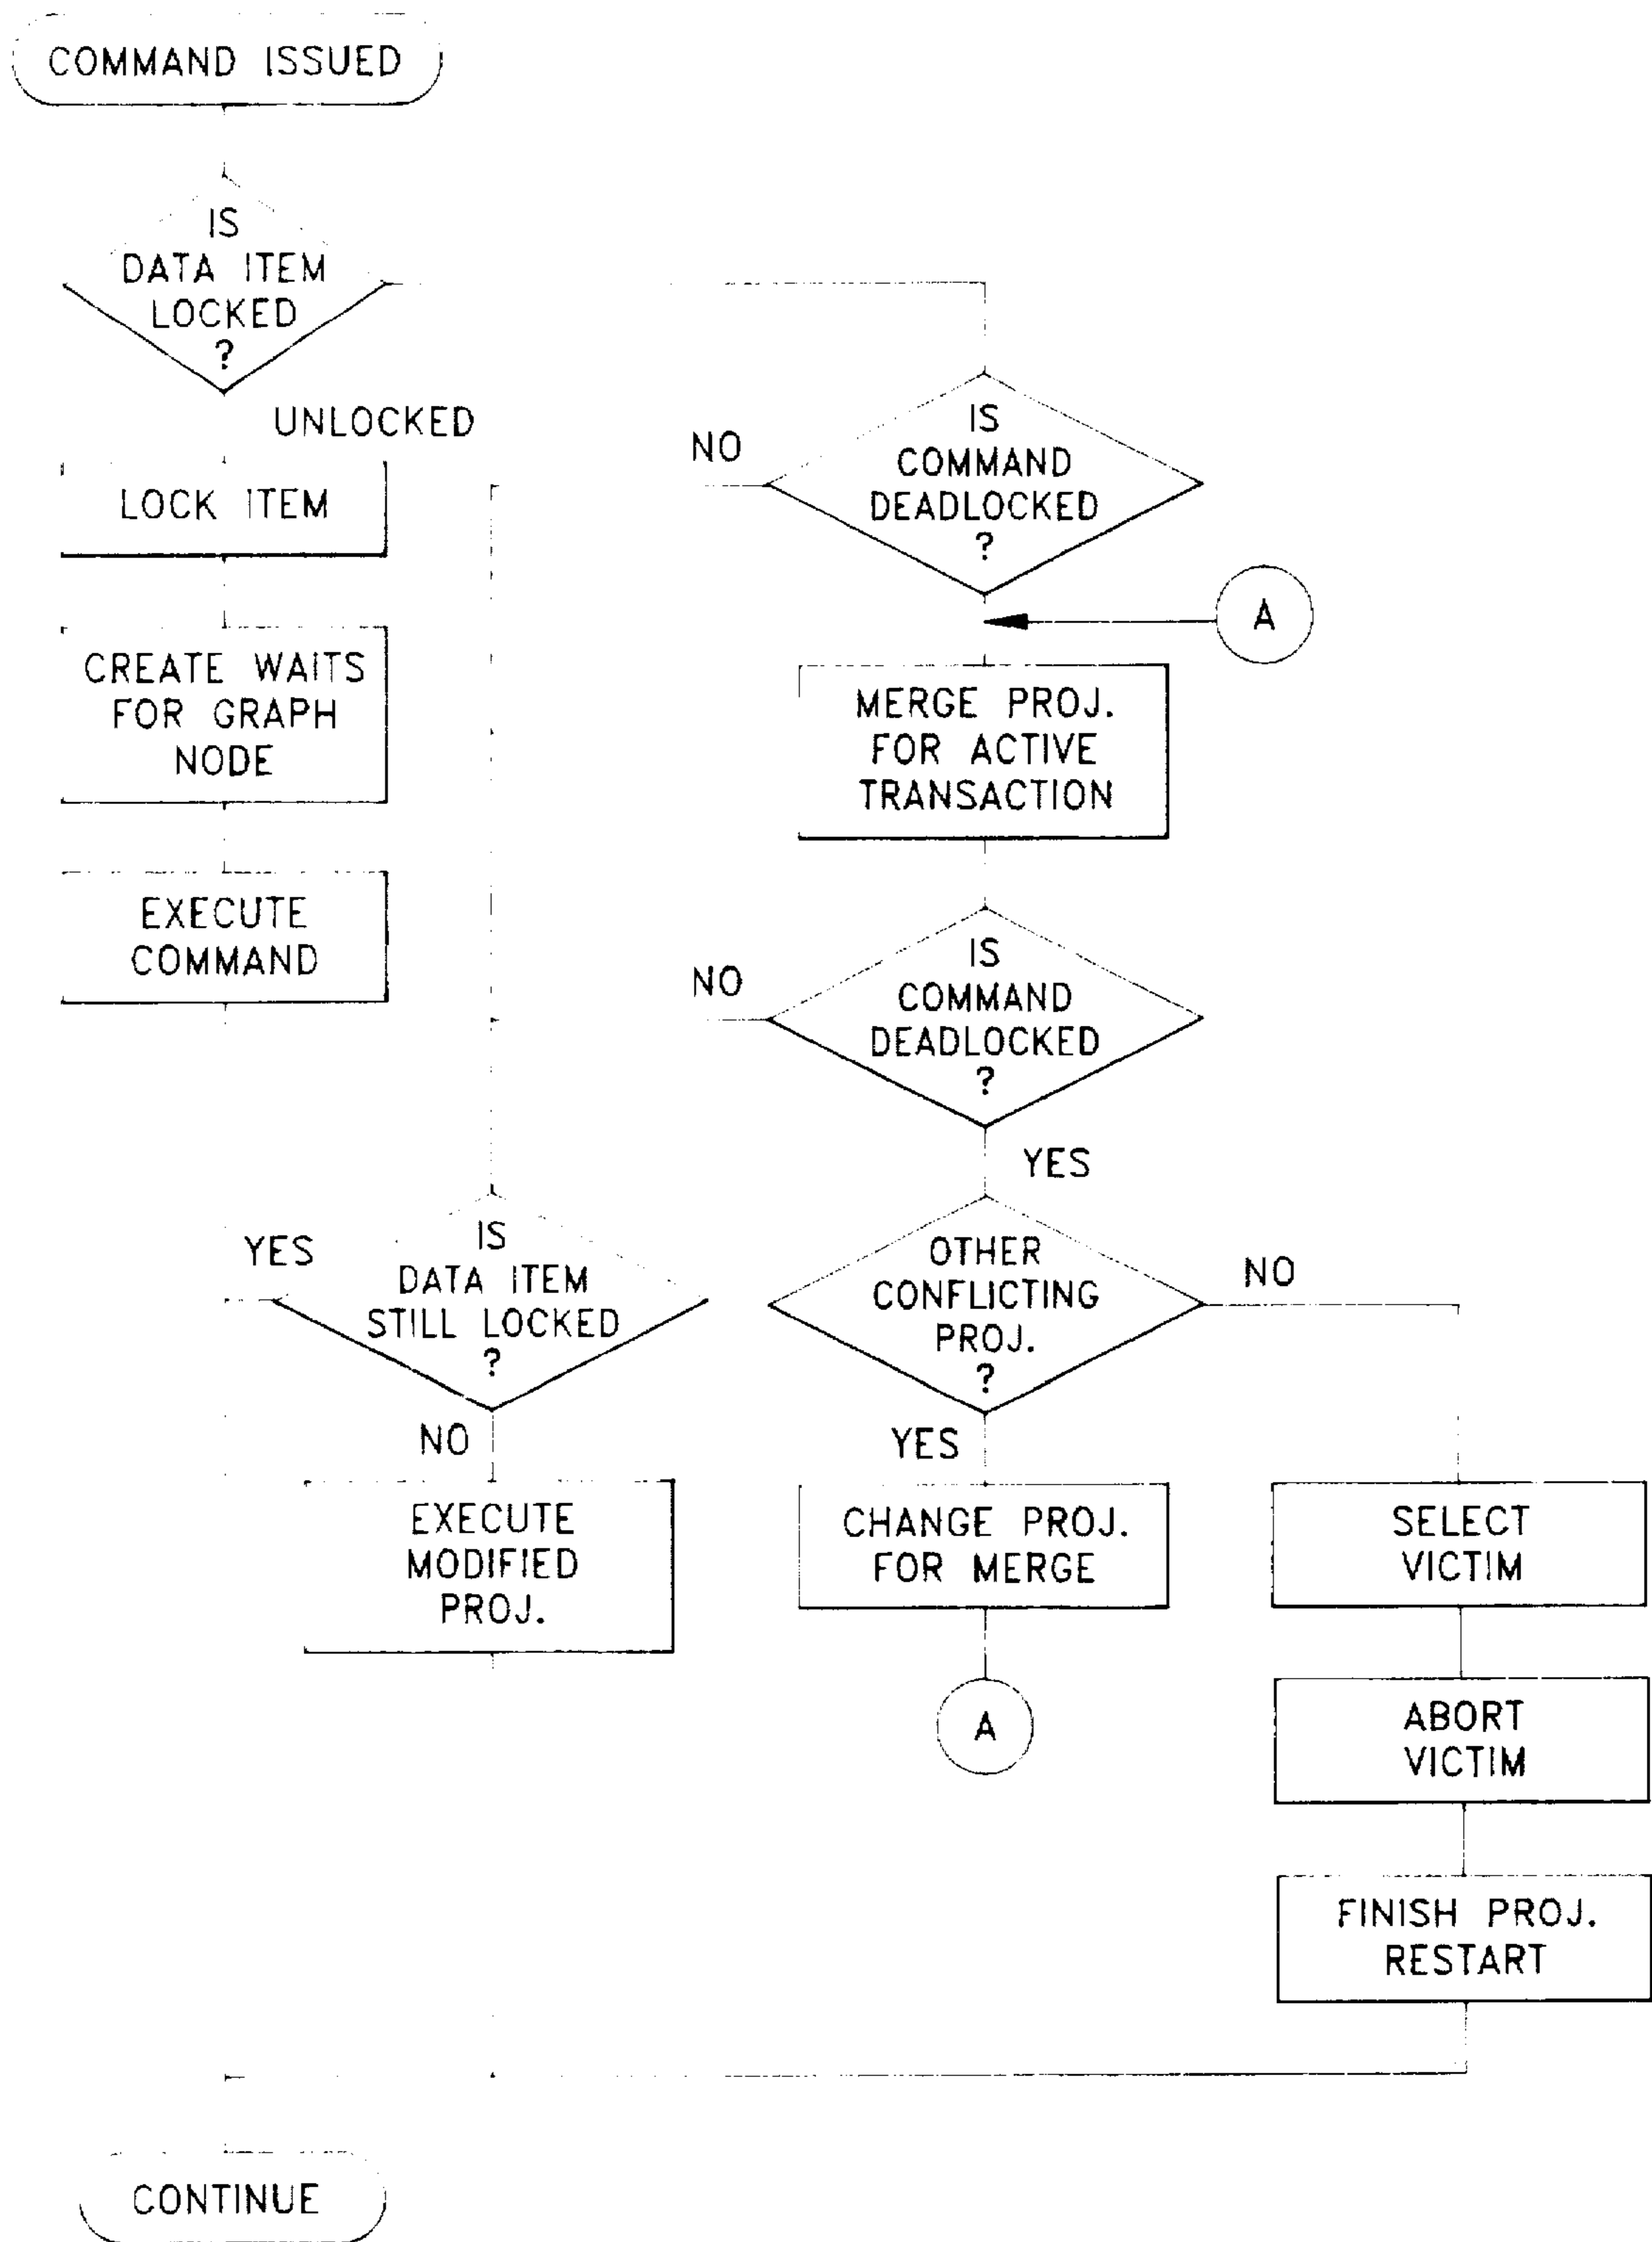 COMMAND ISSUED
IS
DATA ITEM
LOCKED
?
UNLOCKED
LOCK ITEM
CREATE WAITS
FOR GRAPH
NODE
EXECUTE
COMMAND
NO
IS
COMMAND
DEADLOCKED
?
A
MERGE PROJ.
FOR ACTIVE
TRANSACTION
NO
IS
COMMAND
DEADLOCKED
?
YES
YES
IS
DATA ITEM
STILL LOCKED
?
NO
EXECUTE
MODIFIED
PROJ.
OTHER
CONFLICTING
PROJ.
?
NO
YES
CHANGE PROJ.
FOR MERGE
A
SELECT
VICTIM
ABORT
VICTIM
FINISH PROJ.
RESTART
CONTINUE